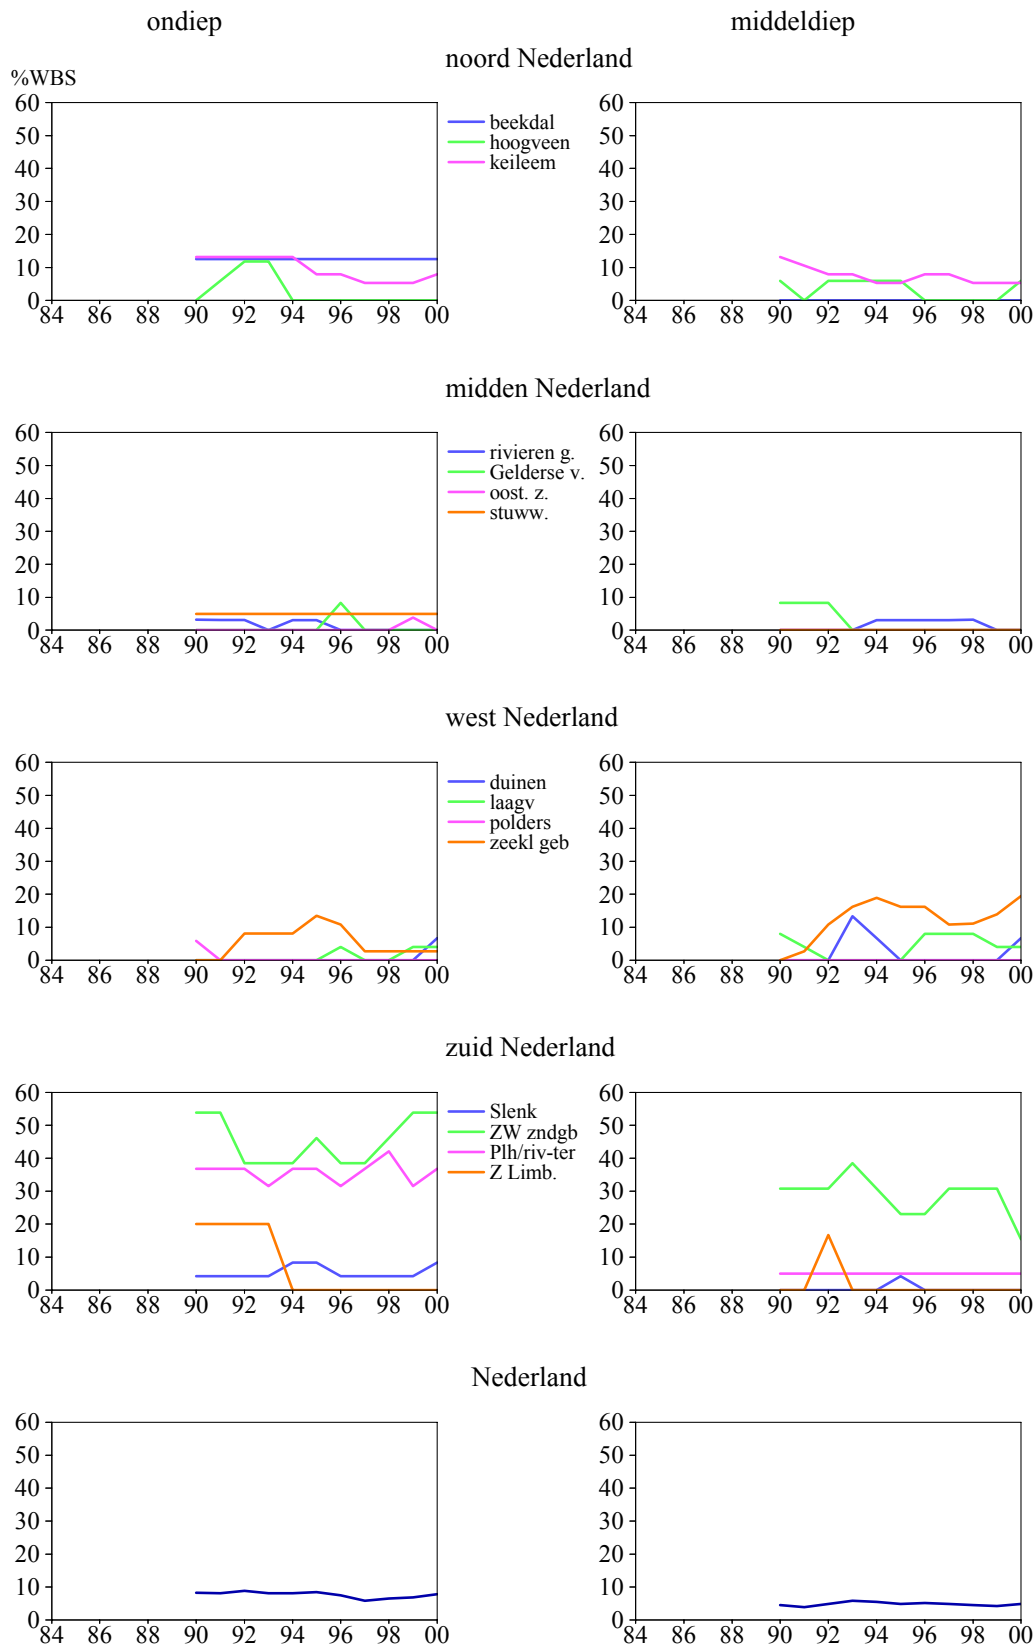 ondiep middeldiep
noord Nederland
%WBS
60 60
50 beekdal 50
40 hoogveen 40
30 keileem 30
20 20
10 10
0 0
84 86 88 90 92 94 96 98 00 84 86 88 90 92 94 96 98 00
midden Nederland
60 60
50 rivieren g. 50
40 Gelderse v. 40
oost. z.
30 stuww. 30
20 20
10 10
0 0
84 86 88 90 92 94 96 98 00 84 86 88 90 92 94 96 98 00
west Nederland
60 60
50 duinen 50
40 laagv 40
polders
30 zeekl geb 30
20 20
10 10
0 0
84 86 88 90 92 94 96 98 00 84 86 88 90 92 94 96 98 00
zuid Nederland
60 60
50 Slenk 50
40 ZW zndgb 40
Plh/riv-ter
30 Z Limb. 30
20 20
10 10
0 0
84 86 88 90 92 94 96 98 00 84 86 88 90 92 94 96 98 00
Nederland
60 60
50 50
40 40
30 30
20 20
10 10
0 0
84 86 88 90 92 94 96 98 00 84 86 88 90 92 94 96 98 00